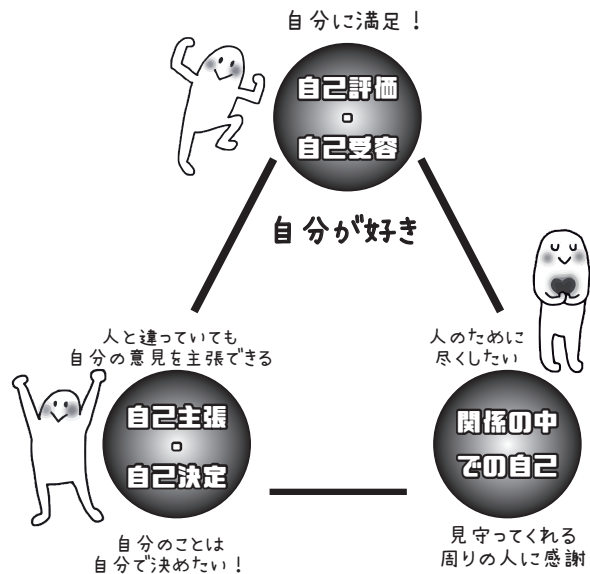 自分に満足！
自己評価
・
自己受容
自分が好き
人と違っていても
自分の意見を主張できる
自己主張
・
自己決定
自分のことは
自分で決めたい！
人のために
尽くしたい
関係の中
での自己
見守ってくれる
周りの人に感謝